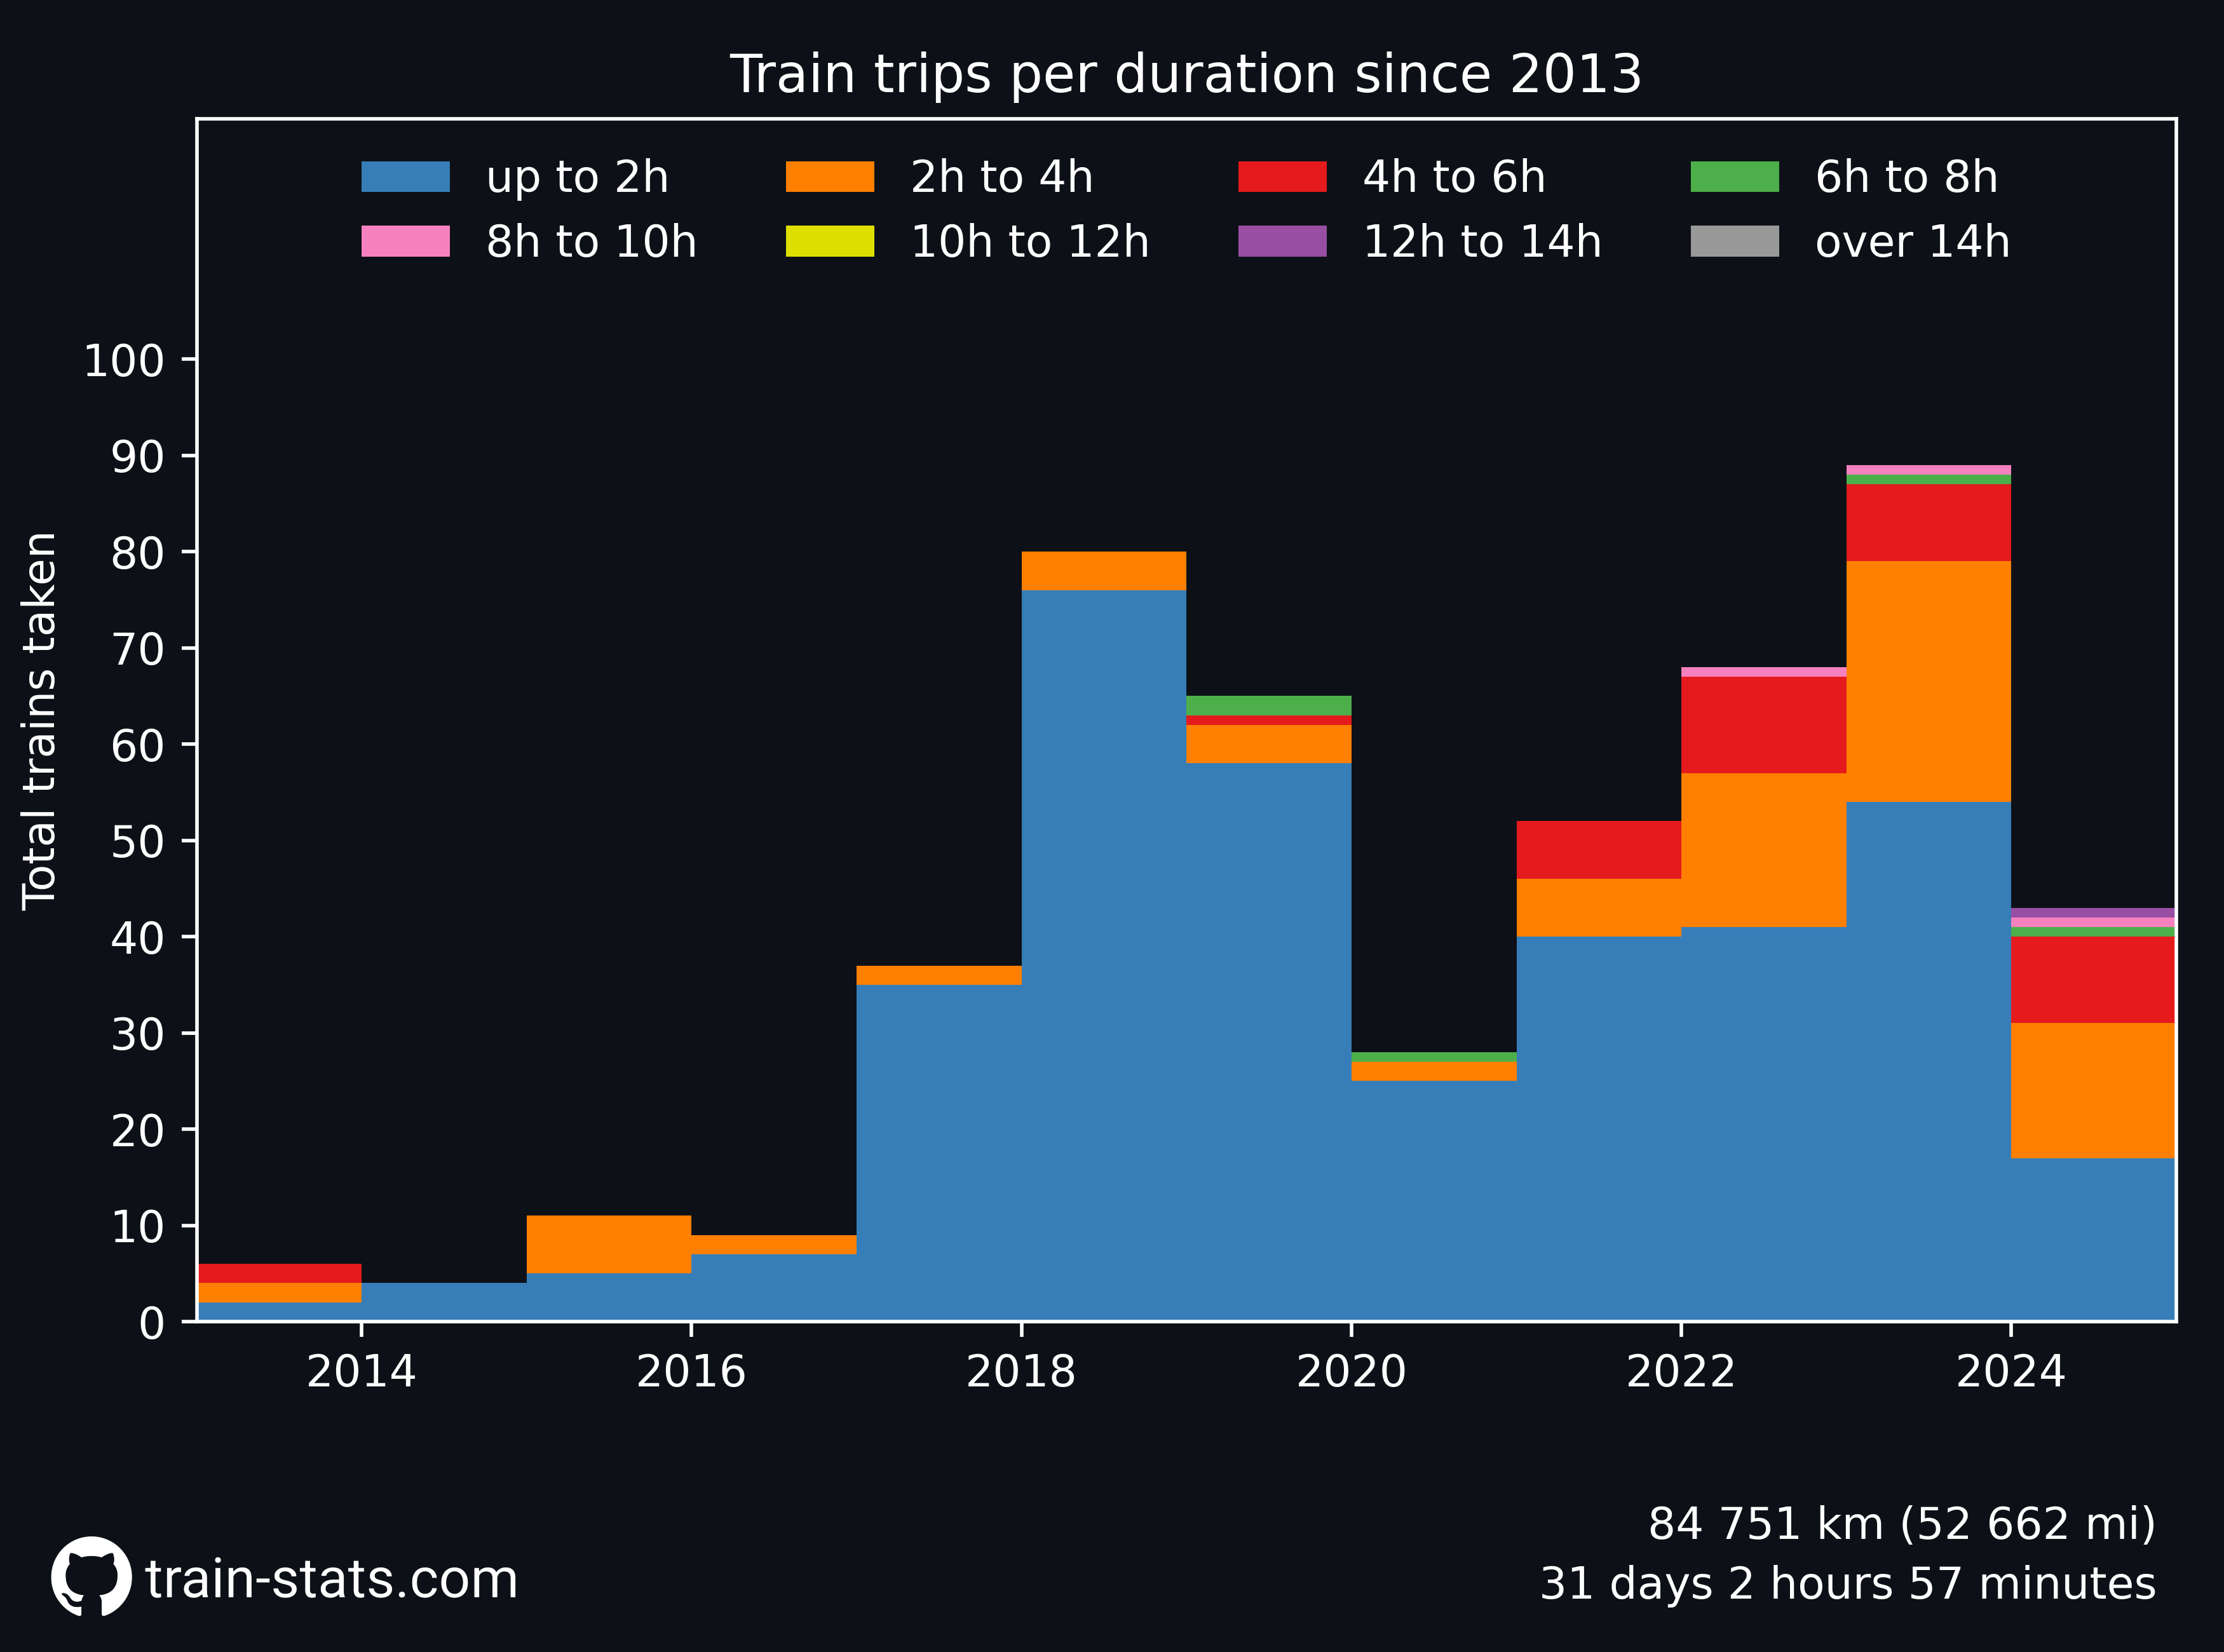 Train trips per duration since 2013
up to 2h 2h to 4h 4h to 6h 6h to 8h
8h to 10h 10h to 12h 12h to 14h over 14h
Total trains taken
100
90
80
70
60
50
40
30
20
10
0
2014 2016 2018 2020 2022 2024
84 751 km (52 662 mi)
31 days 2 hours 57 minutes
train-stats.com